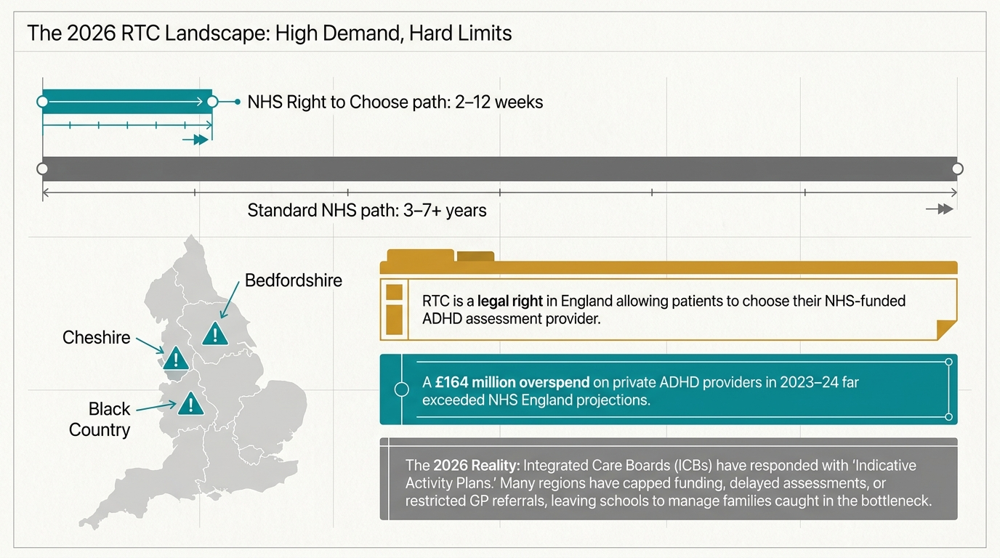 The 2026 RTC Landscape: High Demand, Hard Limits
NHS Right to Choose path: 2–12 weeks
Standard NHS path: 3–7+ years
Bedfordshire
Cheshire
Black
Country
RTC is a legal right in England allowing patients to choose their NHS-funded
ADHD assessment provider.
A £164 million overspend on private ADHD providers in 2023–24 far
exceeded NHS England projections.
The 2026 Reality: Integrated Care Boards (ICBs) have responded with ‘Indicative
Activity Plans.’ Many regions have capped funding, delayed assessments, or
restricted GP referrals, leaving schools to manage families caught in the bottleneck.